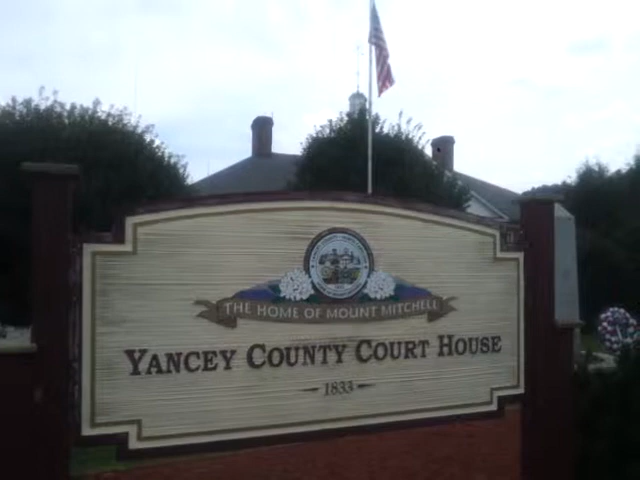 THE HOME OF MOUNT MITCHELL
YANCEY COUNTY COURT HOUSE
1833